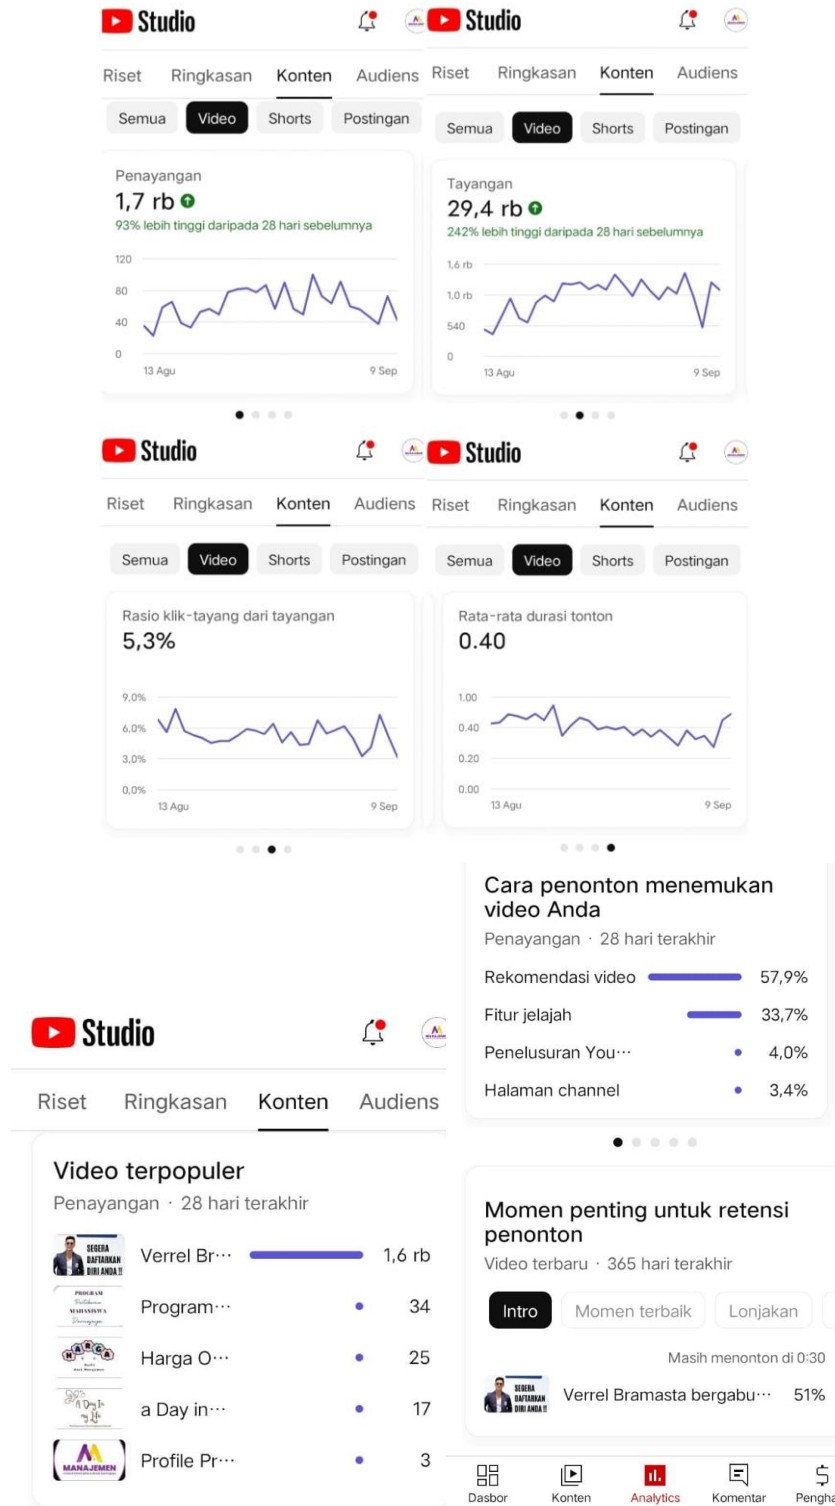 Studio
Riset Ringkasan Konten Audiens
Semua Video Shorts Postingan
Penayangan
1,7 rb
93% lebih tinggi daripada 28 hari sebelumnya
120
80
40
0
13 Agu 9 Sep
Studio
Riset Ringkasan Konten Audiens
Semua Video Shorts Postingan
Tayangan
29,4 rb
242% lebih tinggi daripada 28 hari sebelumnya
1,6 rb
1,0 rb
540
0
13 Agu 9 Sep
Studio
Riset Ringkasan Konten Audiens
Semua Video Shorts Postingan
Rasio klik-tayang dari tayangan
5,3%
9,0%
6,0%
3,0%
0,0%
13 Agu 9 Sep
Studio
Riset Ringkasan Konten Audiens
Semua Video Shorts Postingan
Rata-rata durasi tonton
0.40
1.00
0.40
0.20
0.00
13 Agu 9 Sep
Studio
Riset Ringkasan Konten Audiens
Video terpopuler
Penayangan · 28 hari terakhir
SEGERA
DAFTARKAN
DIRI ANDA !!
Verrel Br··· 1,6 rb
PROGRAM
MAHASISWA
Program··· 34
HARGA
Harga O··· 25
A Day In
my Life
a Day in··· 17
MANAJEMEN
Profile Pr··· 3
Cara penonton menemukan
video Anda
Penayangan · 28 hari terakhir
Rekomendasi video 57,9%
Fitur jelajah 33,7%
Penelusuran You··· 4,0%
Halaman channel 3,4%
Momen penting untuk retensi
penonton
Video terbaru · 365 hari terakhir
Intro Momen terbaik Lonjakan
Masih menonton di 0:30
SEGERA
DAFTARKAN
DIRI ANDA !!
Verrel Bramasta bergabu··· 51%
Dasbor Konten Analytics Komentar Pengha